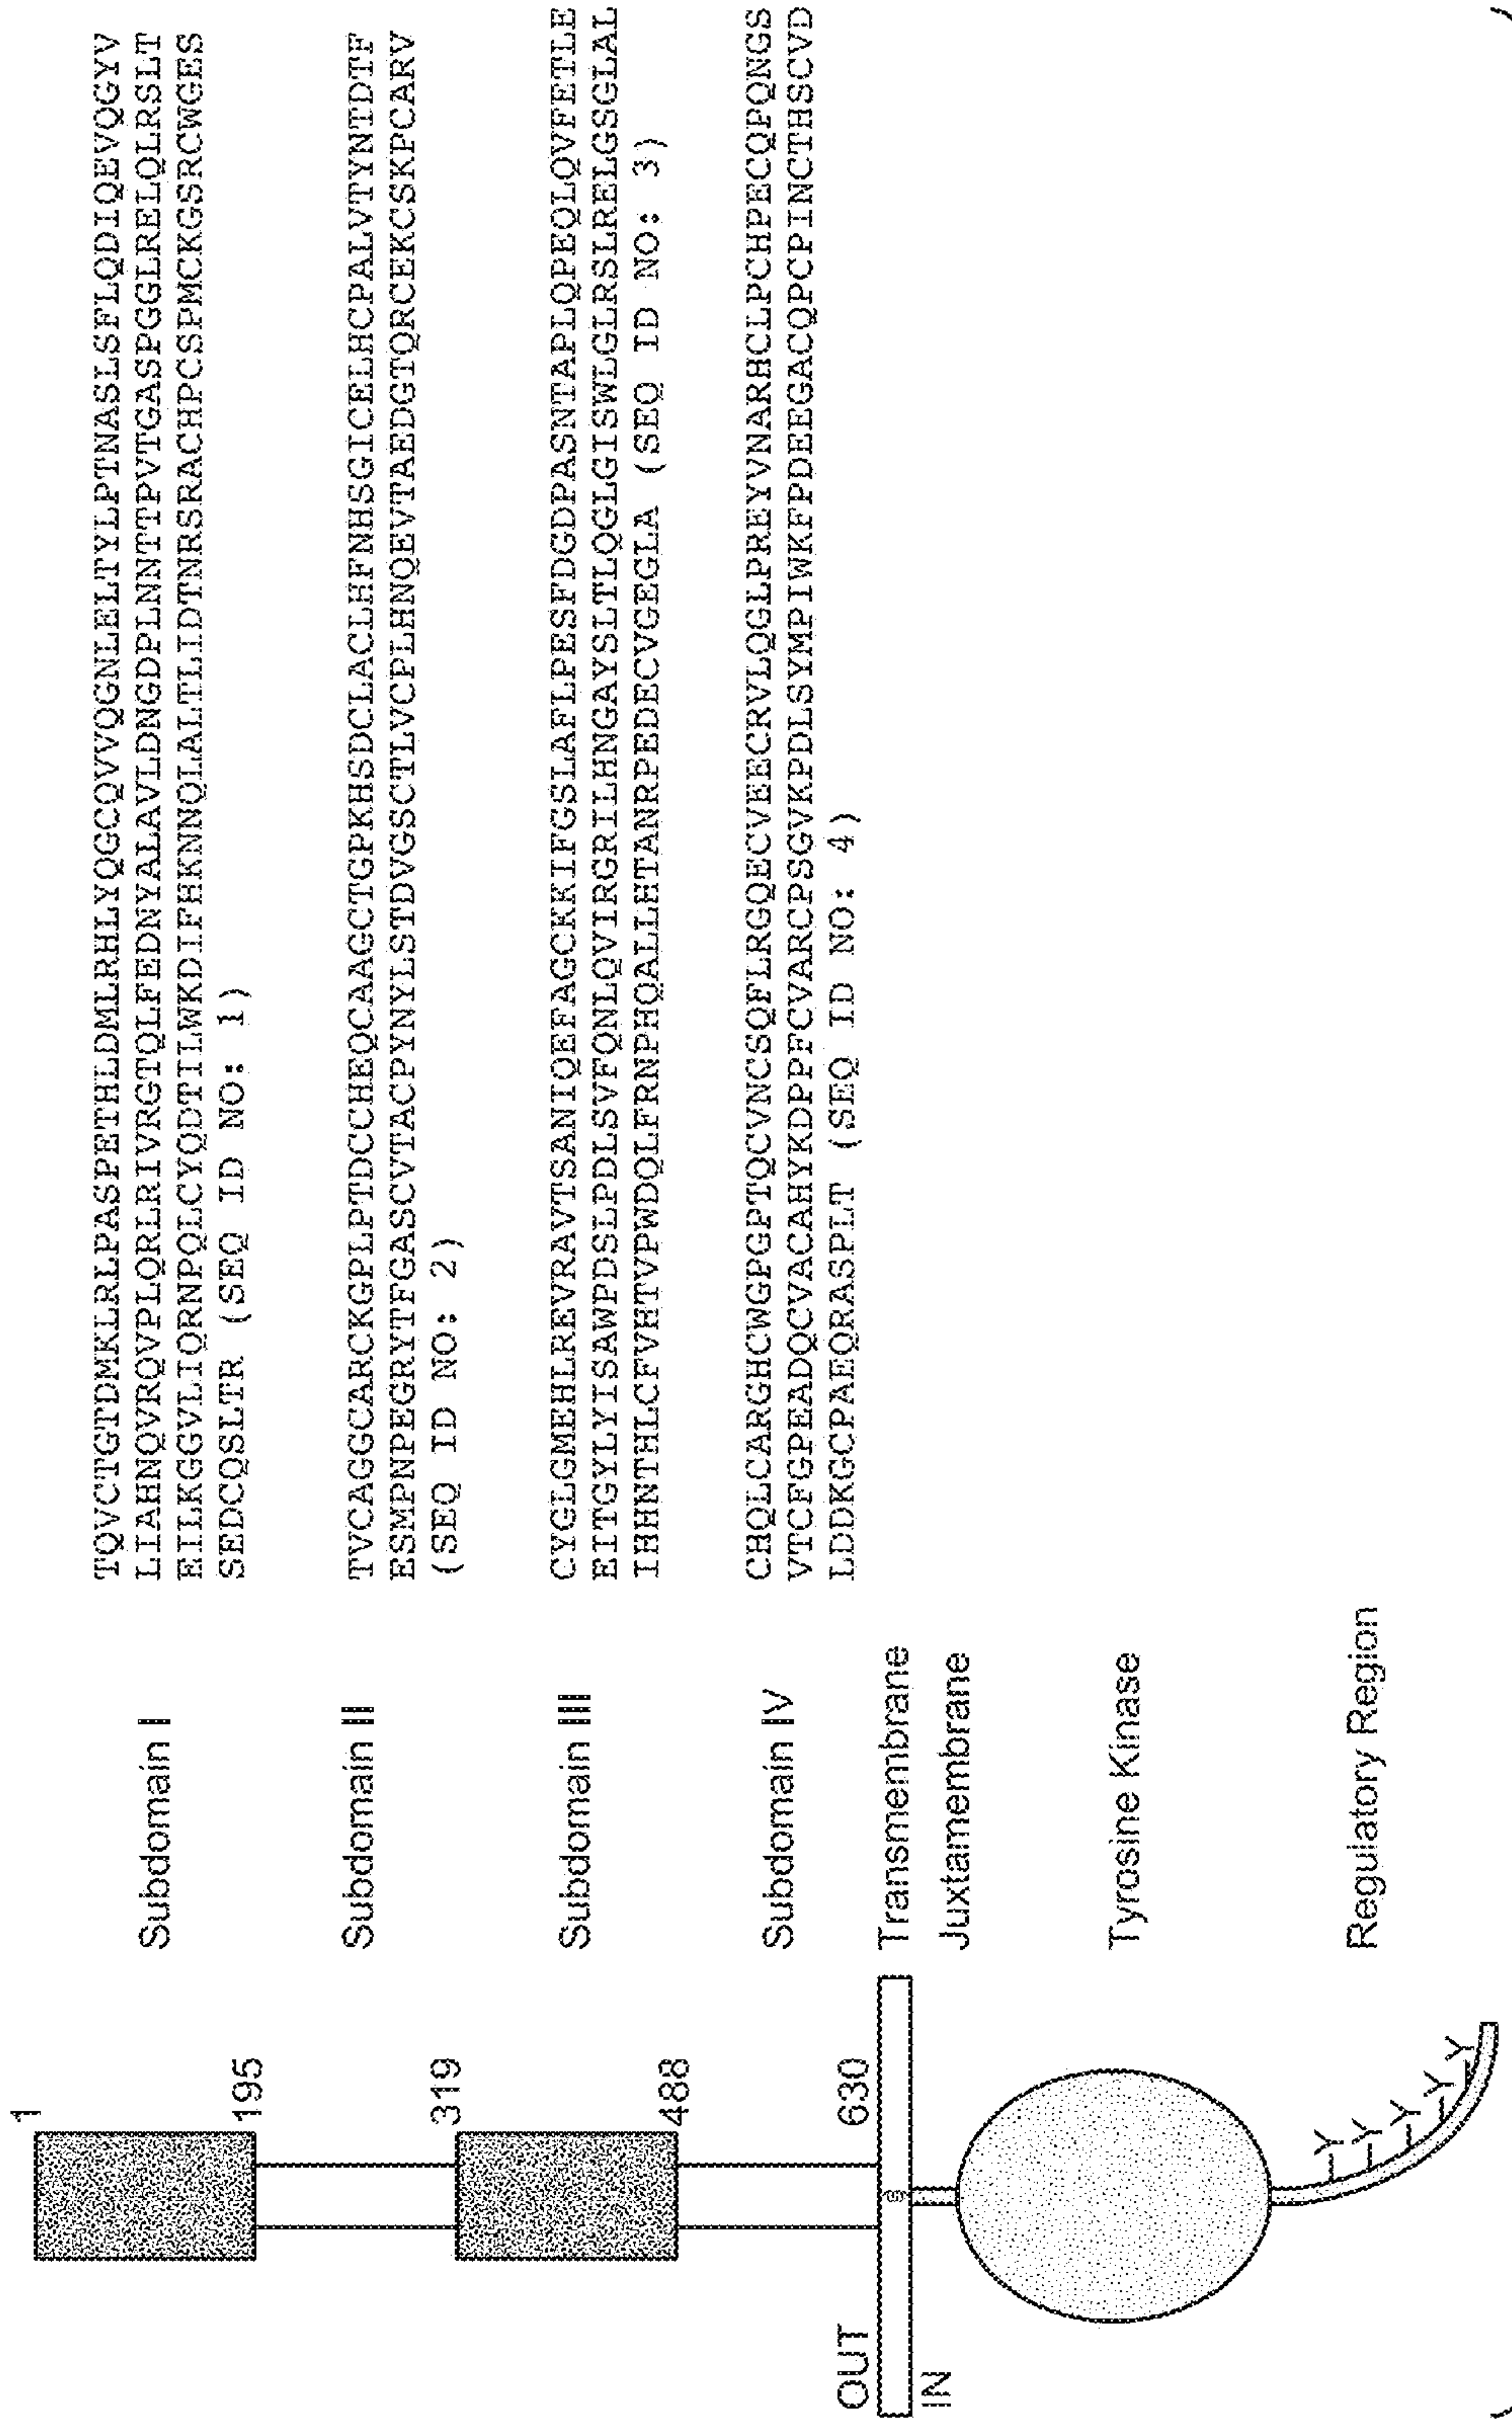 1
Subdomain I
TQVCTGTDMKLRLPASPETHLDMLRHLYQGCQVVQGNLELTYLPTNASLSFLQDIQEVQGYV
LIAHNQVRQVPLQRLRIVRGTQLFEDNYALAVLDNGDPLNNTTPVTGASPGGLRELQLRSLT
EILKGGVLIQRNPQLCYQDTILWKDIFHKNNQLALTLIDTNRSRACHPCSPMCKGSRCWGES
SEDCQSLTR (SEQ ID NO: 1)
195
Subdomain II
TVCAGGCARCKGPLPTDCCHEQCAAGCTGPKHSDCLACLHFNHSGICELHCPALVTYNTDTF
ESMPNPEGRYTFGASCVTACPYNYLSTDVGSCTLVCPLHNQEVTAEDGTQRCEKCSKPCARV
(SEQ ID NO: 2)
319
Subdomain III
CYGLGMEHLREVRAVTSANIQEFAGCKKIFGSLAFLPESFDGDPASNTAPLQPEQLQVFETLE
EITGYLYISAWPDSLPDLSVFQNLQVIRGRILHNGAYSLTLQGLGISWLGLRSLRELGSGLAL
IHHNTHLCFVHTVPWDQLFRNPHQALLHTANRPEDECVGEGLA (SEQ ID NO: 3)
488
Subdomain IV
CHQLCARGHCWGPGPTQCVNCSQFLRGQECVEECRVLQGLPREYVNARHCLPCHPECQPQNGS
VTCFGPEADQCVACAHYKDPPFCVARCPSGVKPDLSYMPIWKFPDEEGACQPCPINCTHSCVD
LDDKGCPAEQRASPLT (SEQ ID NO: 4)
630
OUT
Transmembrane
IN
Juxtamembrane
Tyrosine Kinase
Regulatory Region
Y
Y
Y
Y
Y